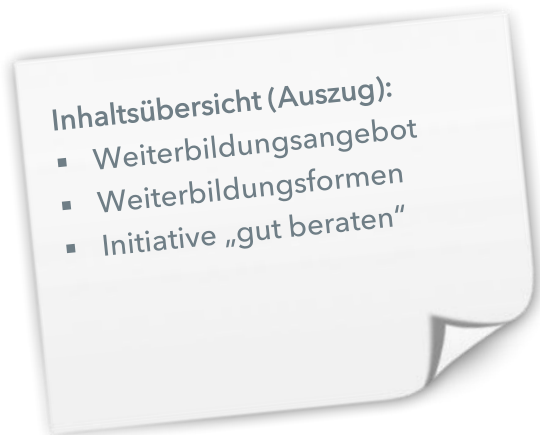 Inhaltsübersicht (Auszug):
▪ Weiterbildungsangebot
▪ Weiterbildungsformen
▪ Initiative „gut beraten“